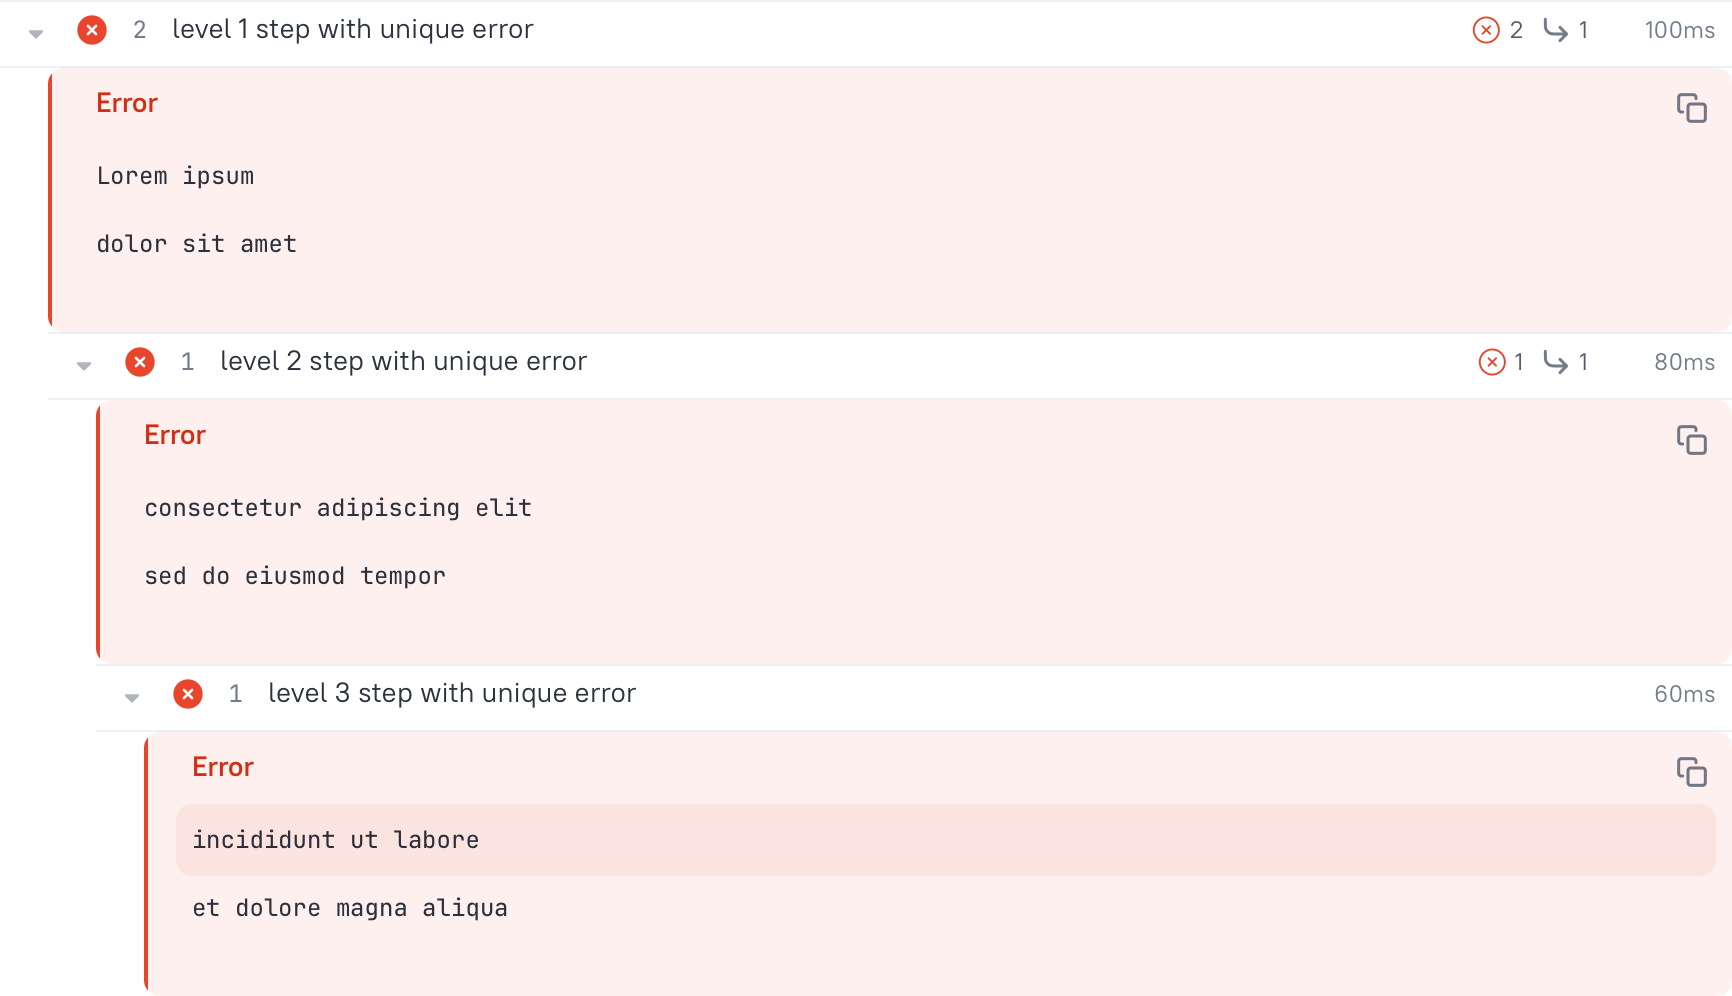 2 level 1 step with unique error 2 1 100ms
Error
Lorem ipsum
dolor sit amet
1 level 2 step with unique error 1 1 80ms
Error
consectetur adipiscing elit
sed do eiusmod tempor
1 level 3 step with unique error 60ms
Error
incididunt ut labore
et dolore magna aliqua